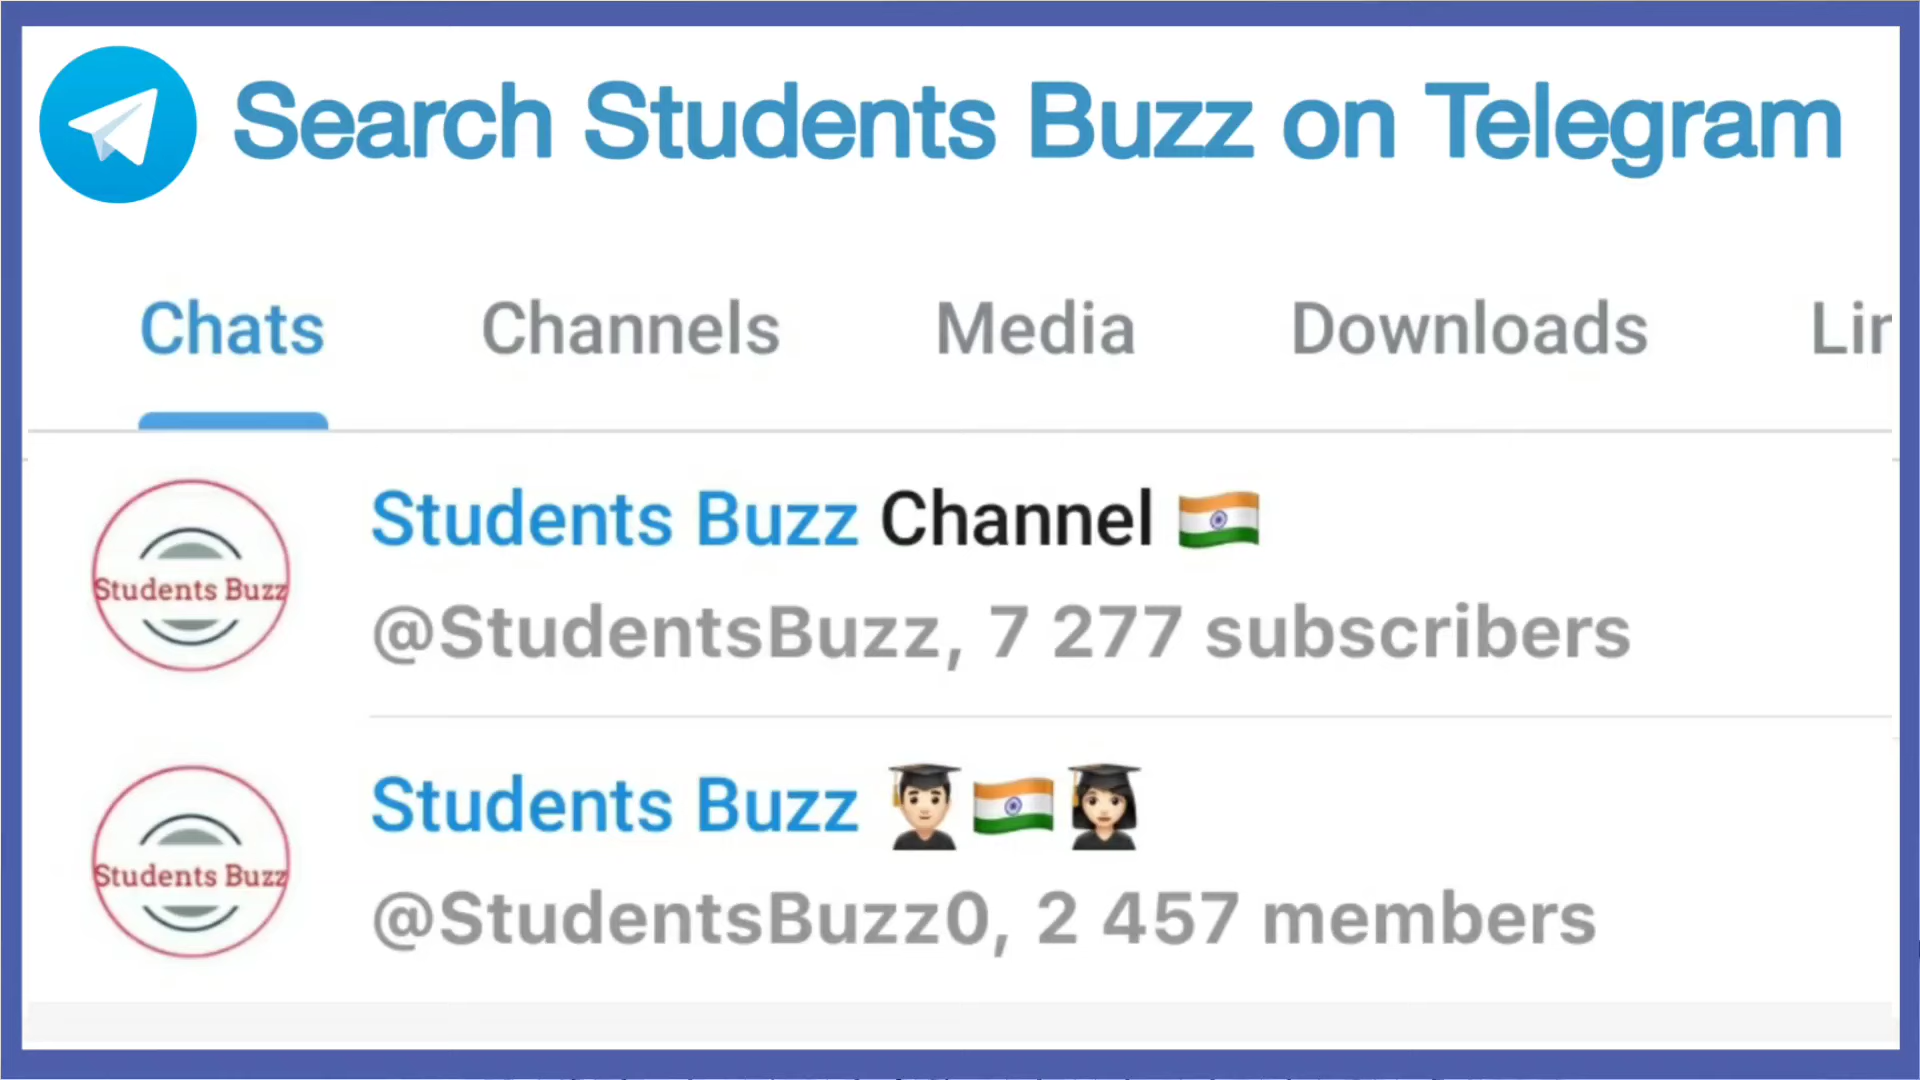 Search Students Buzz on Telegram
Chats Channels Media Downloads Lin
Students Buzz
Students Buzz Channel 🇮🇳
@StudentsBuzz, 7 277 subscribers
Students Buzz
Students Buzz 👨🏻‍🎓🇮🇳👩🏻‍🎓
@StudentsBuzz0, 2 457 members